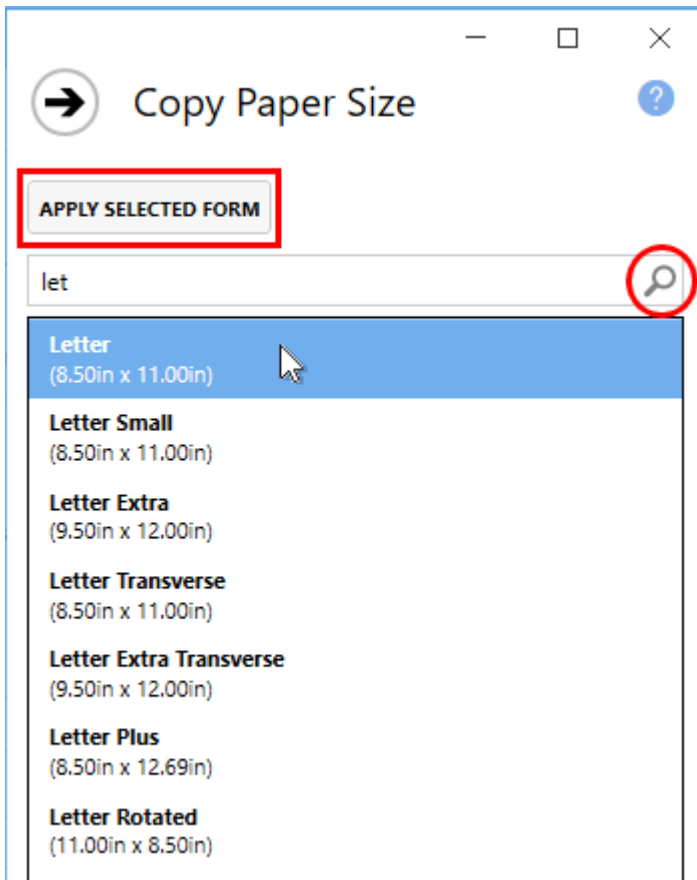 Copy Paper Size
?
APPLY SELECTED FORM
let
Letter
(8.50in x 11.00in)
Letter Small
(8.50in x 11.00in)
Letter Extra
(9.50in x 12.00in)
Letter Transverse
(8.50in x 11.00in)
Letter Extra Transverse
(9.50in x 12.00in)
Letter Plus
(8.50in x 12.69in)
Letter Rotated
(11.00in x 8.50in)